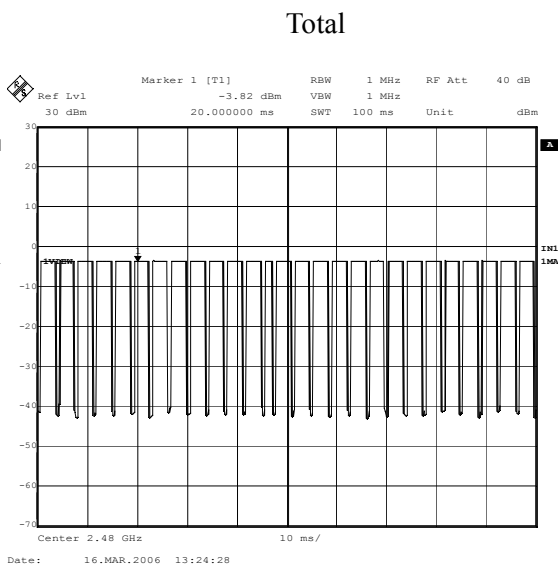 Total
Marker 1 [T1] RBW 1 MHz RF Att 40 dB
Ref Lvl -3.82 dBm VBW 1 MHz
30 dBm 20.000000 ms SWT 100 ms Unit dBm
30
A
20
10
0
IN1
1
1VIEW 1MA
-10
-20
-30
-40
-50
-60
-70
Center 2.48 GHz 10 ms/
Date: 16.MAR.2006 13:24:28